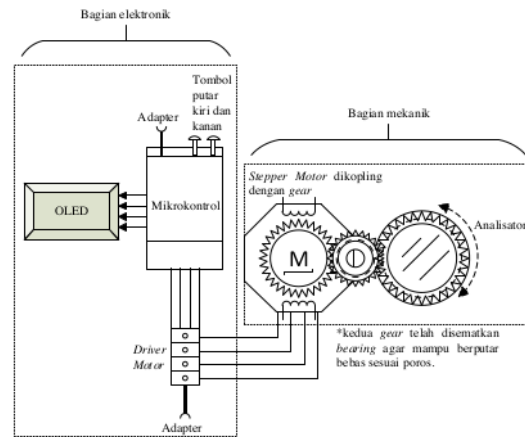 Bagian elektronik
Tombol
putar
kiri dan
kanan
Adapter
Bagian mekanik
Stepper Motor dikopling
dengan gear
OLED
Mikrokontrol
M
Analisator
*kedua gear telah disematkan
bearing agar mampu berputar
bebas sesuai poros.
Driver
Motor
Adapter